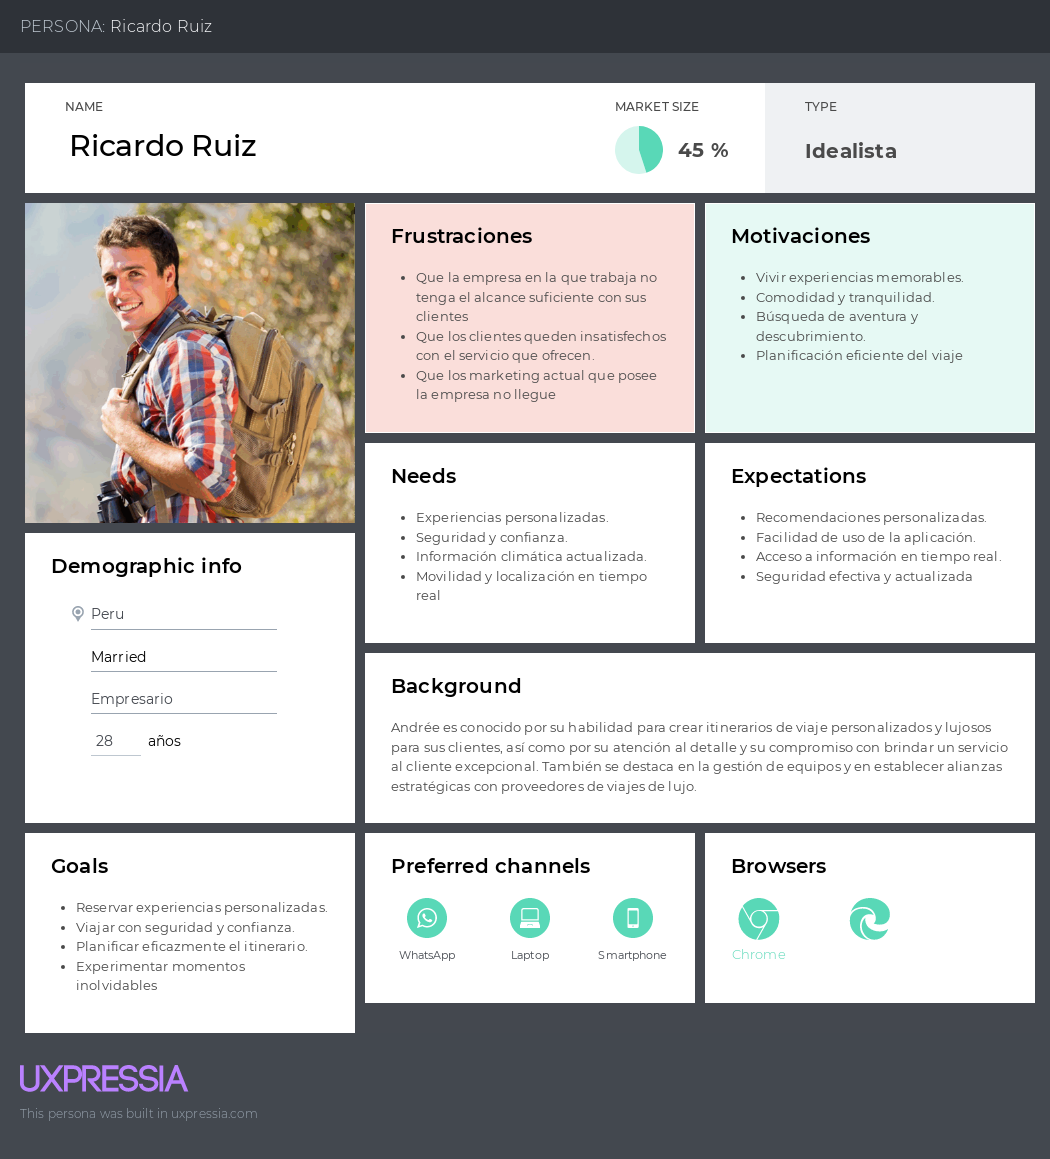 PERSONA: Ricardo Ruiz
NAME
Ricardo Ruiz
MARKET SIZE
45 %
TYPE
Idealista
Frustraciones
Que la empresa en la que trabaja no
tenga el alcance suficiente con sus
clientes
Que los clientes queden insatisfechos
con el servicio que ofrecen.
Que los marketing actual que posee
la empresa no llegue
Motivaciones
Vivir experiencias memorables.
Comodidad y tranquilidad.
Búsqueda de aventura y
descubrimiento.
Planificación eficiente del viaje
Needs
Experiencias personalizadas.
Seguridad y confianza.
Información climática actualizada.
Movilidad y localización en tiempo
real
Expectations
Recomendaciones personalizadas.
Facilidad de uso de la aplicación.
Acceso a información en tiempo real.
Seguridad efectiva y actualizada
Demographic info
Peru
Married
Empresario
28 años
Background
Andrée es conocido por su habilidad para crear itinerarios de viaje personalizados y lujosos
para sus clientes, así como por su atención al detalle y su compromiso con brindar un servicio
al cliente excepcional. También se destaca en la gestión de equipos y en establecer alianzas
estratégicas con proveedores de viajes de lujo.
Goals
Reservar experiencias personalizadas.
Viajar con seguridad y confianza.
Planificar eficazmente el itinerario.
Experimentar momentos
inolvidables
Preferred channels
WhatsApp
Laptop
Smartphone
Browsers
Chrome
UXPRESSIA
This persona was built in uxpressia.com